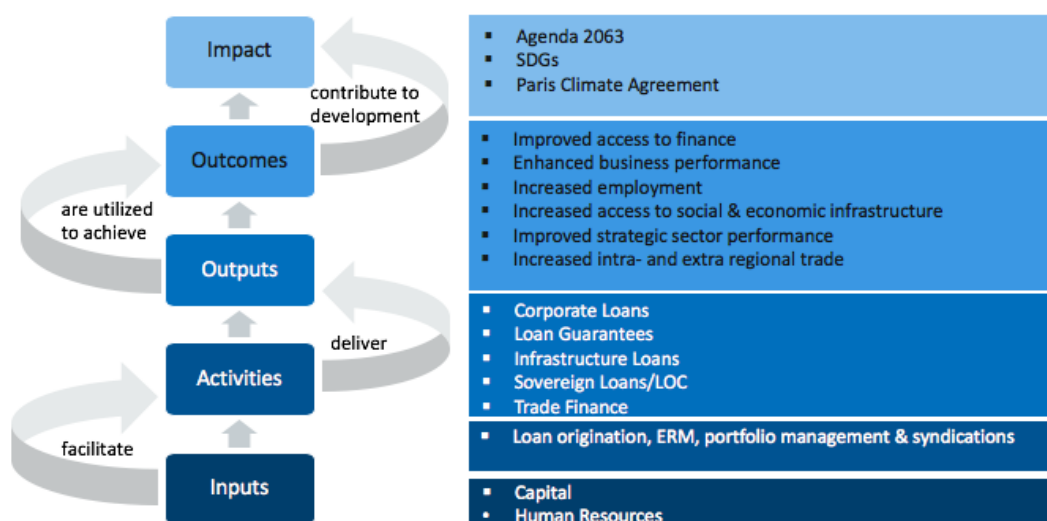 Impact
contribute to
development
Outcomes
are utilized
to achieve
Outputs
deliver
Activities
facilitate
Inputs
▪ Agenda 2063
▪ SDGs
▪ Paris Climate Agreement
▪ Improved access to finance
▪ Enhanced business performance
▪ Increased employment
▪ Increased access to social & economic infrastructure
▪ Improved strategic sector performance
▪ Increased intra- and extra regional trade
▪ Corporate Loans
▪ Loan Guarantees
▪ Infrastructure Loans
▪ Sovereign Loans/LOC
▪ Trade Finance
▪ Loan origination, ERM, portfolio management & syndications
▪ Capital
• Human Resources